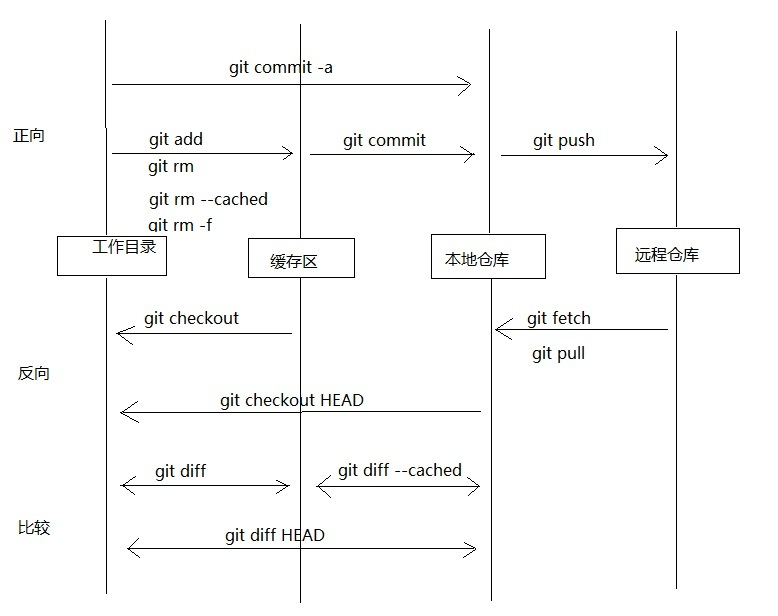 git commit -a
正向
git add
git commit
git push
git rm
git rm --cached
git rm -f
工作目录
缓存区
本地仓库
远程仓库
git checkout
git fetch
git pull
反向
git checkout HEAD
git diff
git diff --cached
比较
git diff HEAD